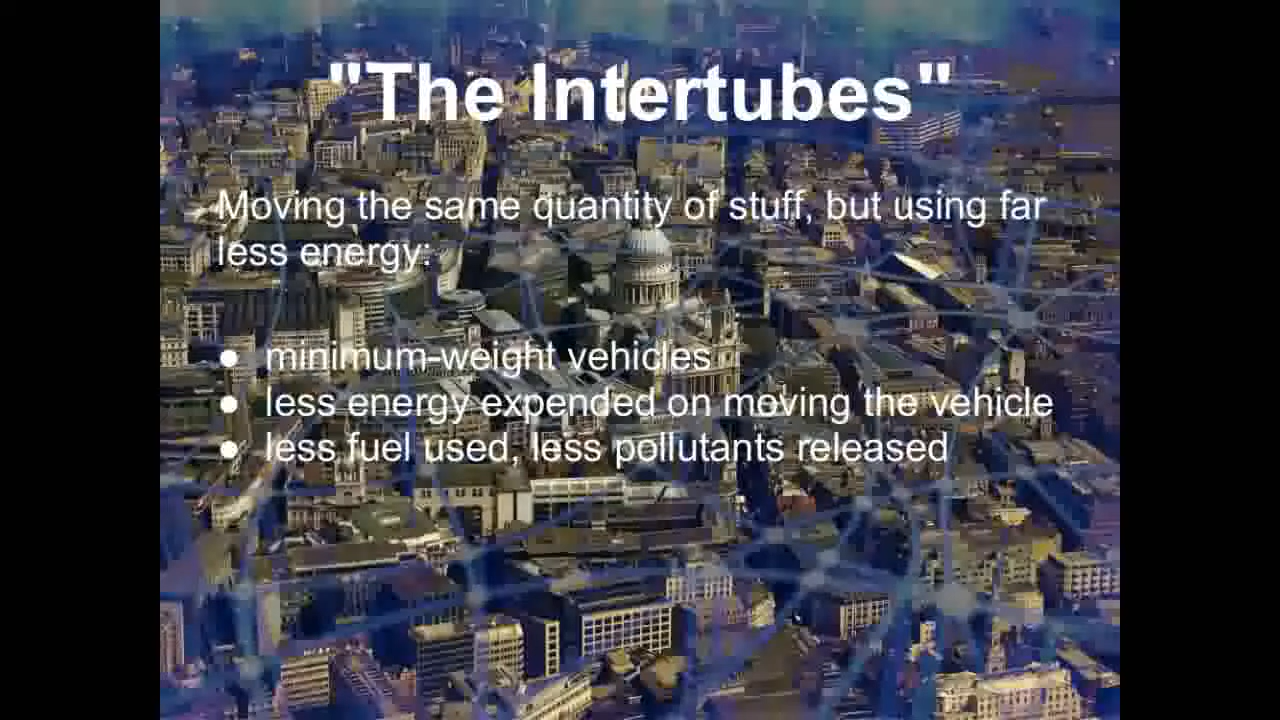 "The Intertubes"
Moving the same quantity of stuff, but using far
less energy:
● minimum-weight vehicles
● less energy expended on moving the vehicle
● less fuel used, less pollutants released